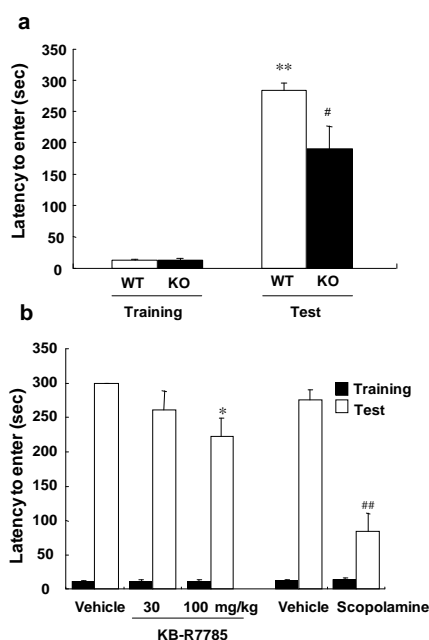 a
Latency to enter (sec)
350
300
250
200
150
100
50
0
**
#
WT KO WT KO
Training Test
b
Latency to enter (sec)
350
300
250
200
150
100
50
0
*
##
Training
Test
Vehicle 30 100 mg/kg Vehicle Scopolamine
KB-R7785